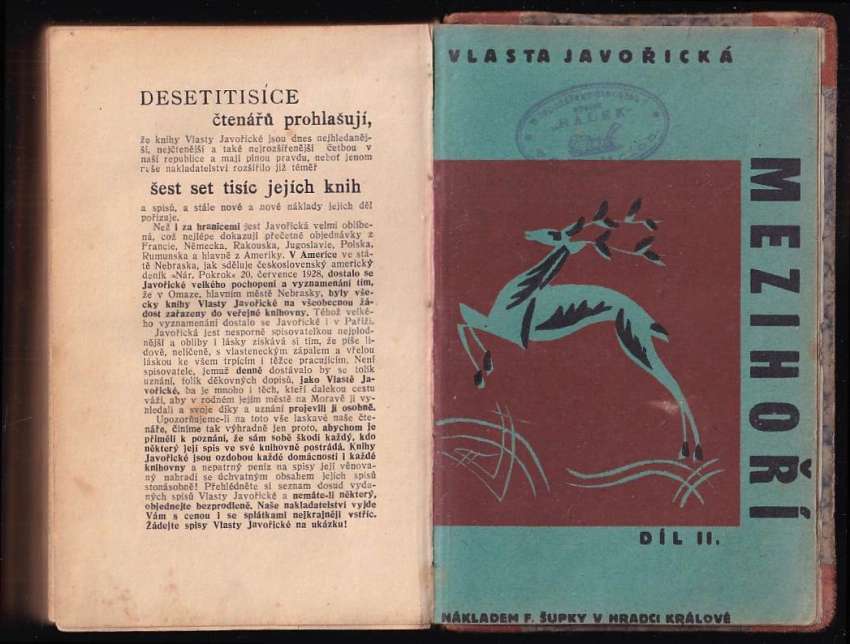 DESETITISÍCE
čtenářů prohlašují,
že knihy Vlasty Javořické jsou dnes nejhledaněj-
ší, nejčtenější a také nejrozšířenější četbou v
naší republice a mají plnou pravdu, neboť jenom
naše nakladatelství rozšířilo již téměř
šest set tisíc jejích knih
a spisů, a stále nové a nové náklady jejích děl
pořizuje.
Než i za hranicemi jest Javořická velmi oblíbe-
ná, což nejlépe dokazují přečetné objednávky z
Francie, Německa, Rakouska, Jugoslavie, Polska,
Rumunska a hlavně z Ameriky. V Americe ve stá-
tě Nebraska, jak sděluje československý americký
deník »Nár. Pokrok« 20. července 1928, dostalo se
Javořické velkého pochopení a vyznamenání tím,
že v Omaze, hlavním městě Nebrasky, byly vše-
cky knihy Vlasty Javořické na všeobecnou žá-
dost zařazeny do veřejné knihovny. Téhož velké-
ho vyznamenání dostalo se Javořické i v Paříži.
Javořická jest nesporně spisovatelkou nejplod-
nější a obliby i lásky získává si tím, že píše li-
dově, nelíčeně, s vlasteneckým zápalem a vřelou
láskou ke všem trpícím i těžce pracujícím. Není
spisovatele, jemuž denně dostávalo by se tolik
uznání, tolik děkovných dopisů, jako Vlastě Ja-
vořické, ba je mnoho i těch, kteří dalekou cestu
váží, aby v rodném jejím městě na Moravě ji vy-
hledali a svoje díky a uznání projevili jí osobně.
Upozorňujeme-li na toto vše laskavé naše čte-
náře, činíme tak výhradně jen proto, abychom je
přiměli k poznání, že sám sobě škodí každý, kdo
některý její spis ve své knihovně postrádá. Knihy
Javořické jsou ozdobou každé domácnosti i každé
knihovny a nepatrný peníz na spisy její věnova-
ný nahradí se úchvatným obsahem jejích spisů
stonásobně! Přehlédněte si seznam dosud vyda-
ných spisů Vlasty Javořické a nemáte-li některý,
objednejte bezprodleně. Naše nakladatelství vyjde
Vám s cenou i se splátkami nejkrajněji vstříc.
Žádejte spisy Vlasty Javořické na ukázku!
VLASTA JAVOŘICKÁ
"HÁLEK"
MEZIHOŘÍ
DÍL II.
NÁKLADEM F. ŠUPKY V HRADCI KRÁLOVÉ